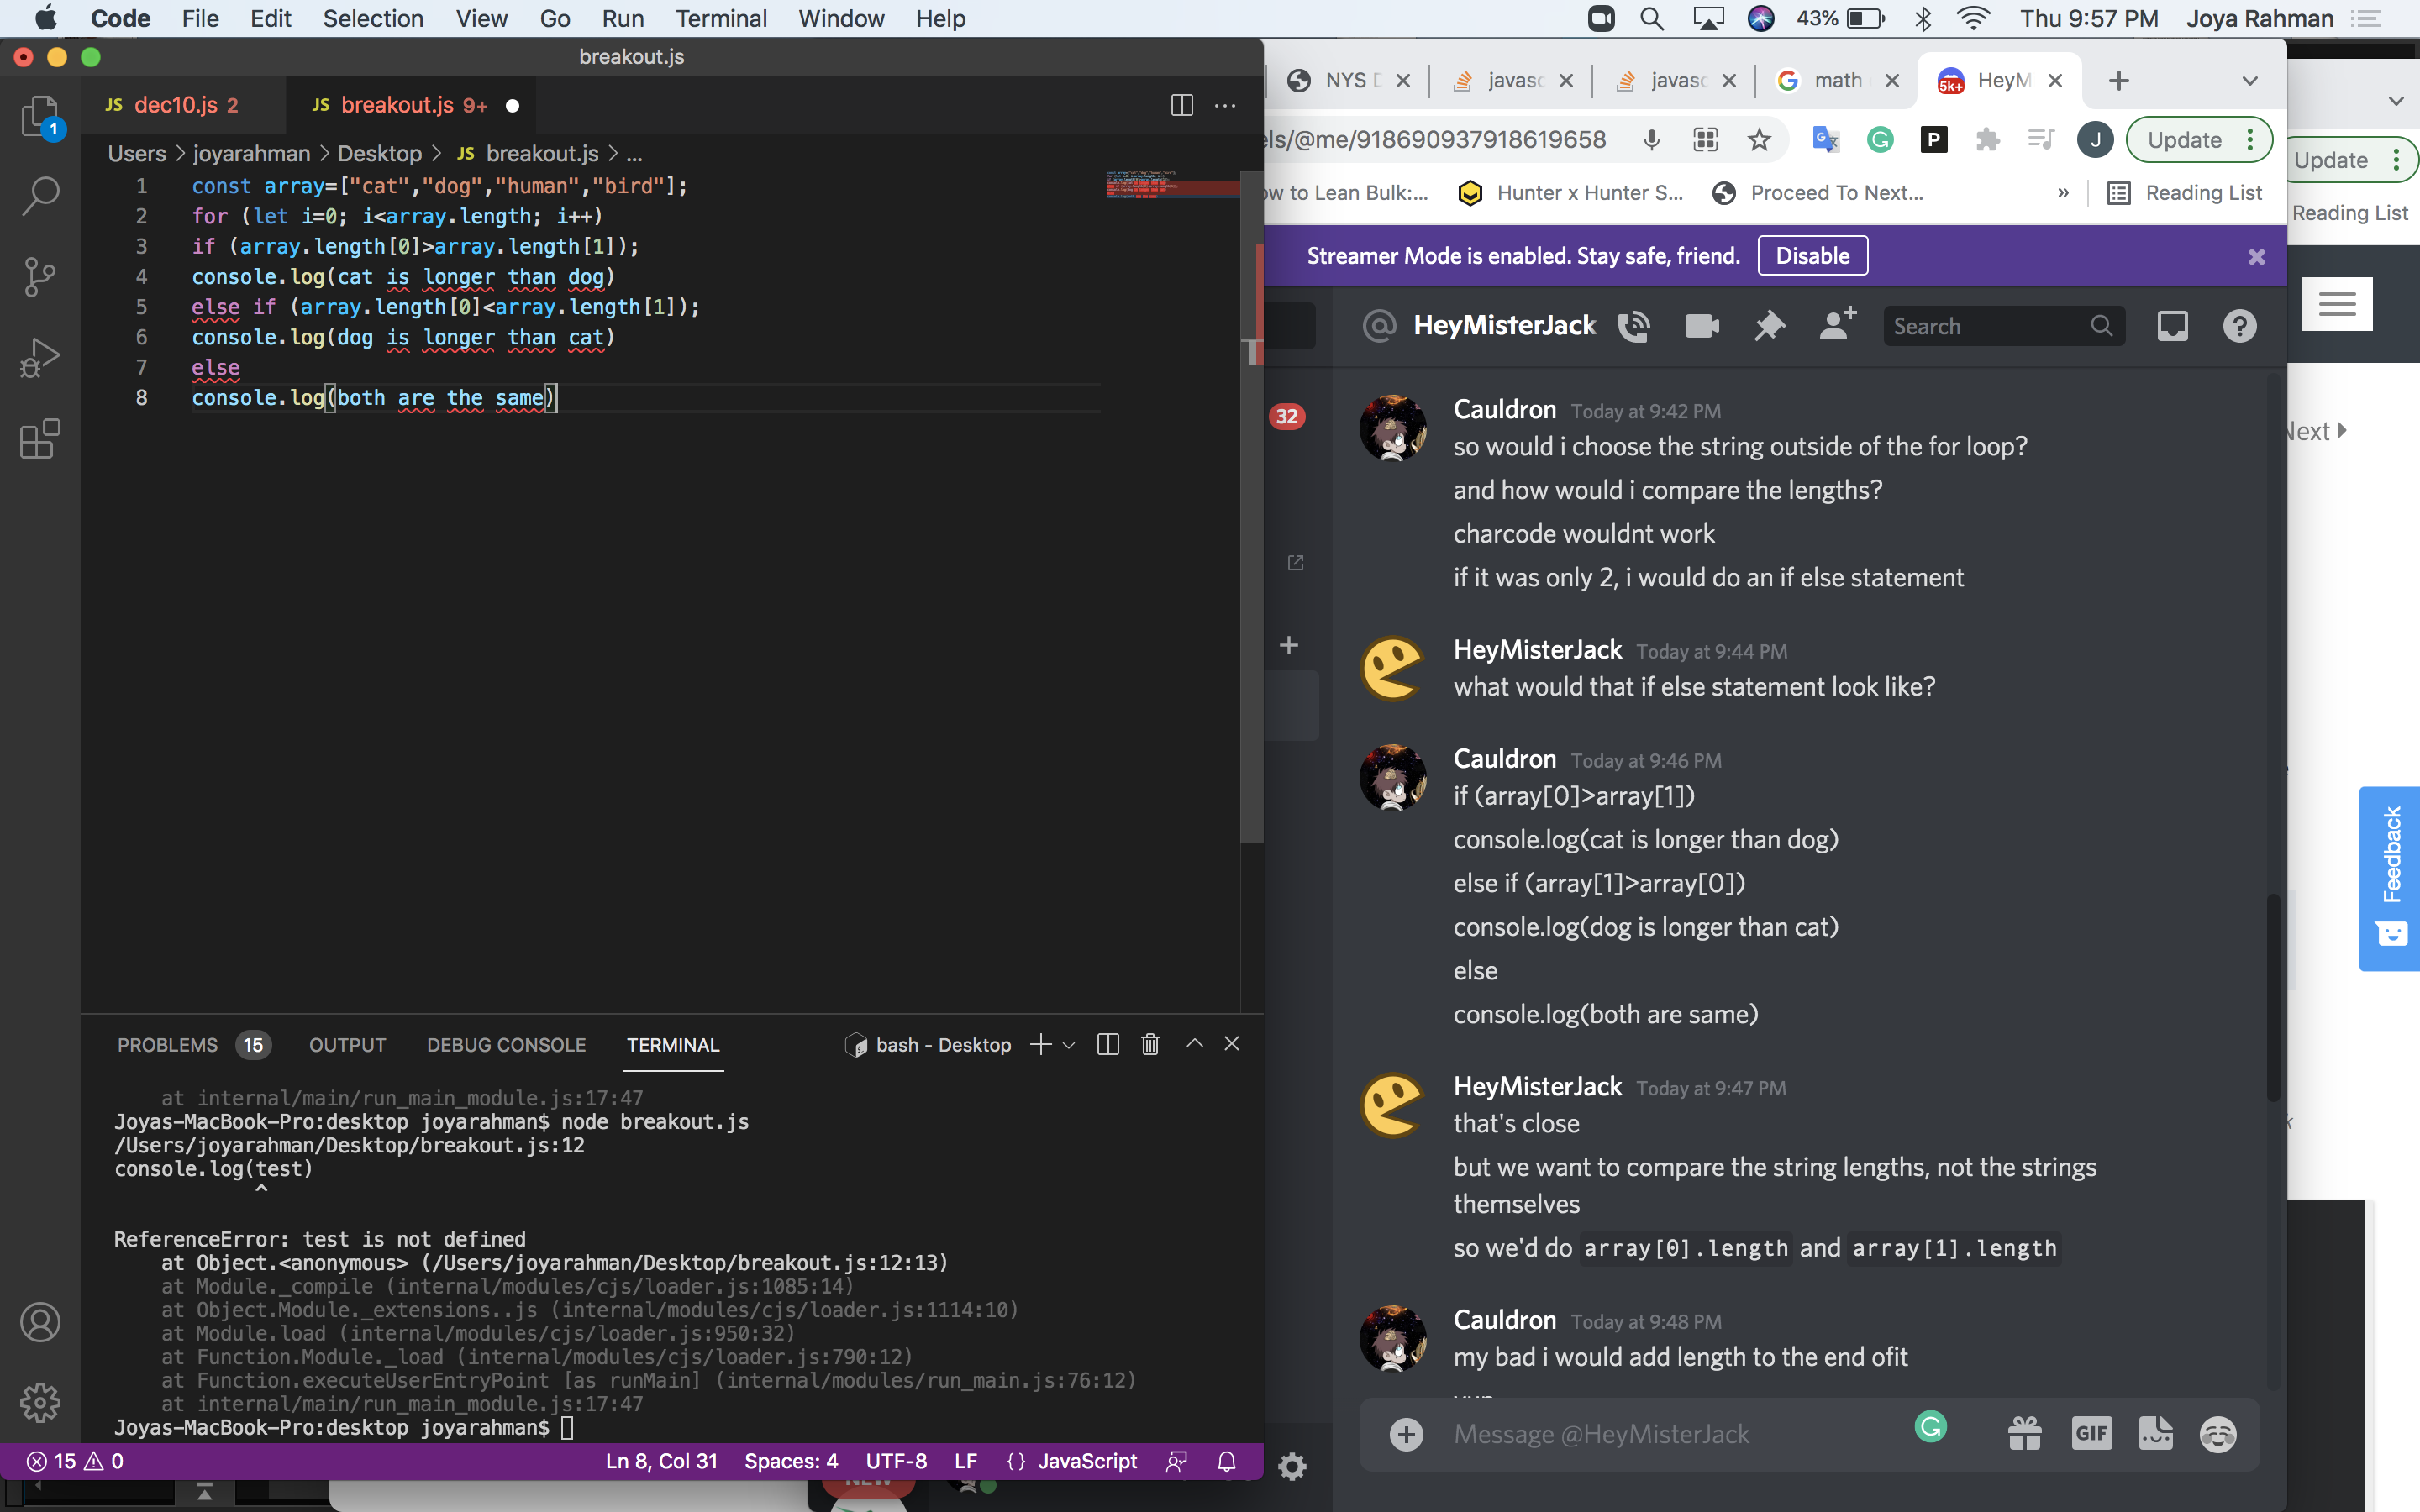 Code File Edit Selection View Go Run Terminal Window Help
43% Thu 9:57 PM Joya Rahman
breakout.js
JS dec10.js 2
JS breakout.js 9+
Users > joyarahman > Desktop > JS breakout.js > ...
1 const array=["cat","dog","human","bird"];
2 for (let i=0; i<array.length; i++)
3 if (array.length[0]>array.length[1]);
4 console.log(cat is longer than dog)
5 else if (array.length[0]<array.length[1]);
6 console.log(dog is longer than cat)
7 else
8 console.log(both are the same)
1
PROBLEMS 15 OUTPUT DEBUG CONSOLE TERMINAL
bash - Desktop
at internal/main/run_main_module.js:17:47
Joyas-MacBook-Pro:desktop joyarahman$ node breakout.js
/Users/joyarahman/Desktop/breakout.js:12
console.log(test)
^
ReferenceError: test is not defined
at Object.<anonymous> (/Users/joyarahman/Desktop/breakout.js:12:13)
at Module._compile (internal/modules/cjs/loader.js:1085:14)
at Object.Module._extensions..js (internal/modules/cjs/loader.js:1114:10)
at Module.load (internal/modules/cjs/loader.js:950:32)
at Function.Module._load (internal/modules/cjs/loader.js:790:12)
at Function.executeUserEntryPoint [as runMain] (internal/modules/run_main.js:76:12)
at internal/main/run_main_module.js:17:47
Joyas-MacBook-Pro:desktop joyarahman$
15 0 Ln 8, Col 31 Spaces: 4 UTF-8 LF {} JavaScript
NYS D
javasc
javasc
math
5k+ HeyM
els/@me/918690937918619658
P
J
Update
ow to Lean Bulk:... Hunter x Hunter S... Proceed To Next... » Reading List
Streamer Mode is enabled. Stay safe, friend. Disable
@ HeyMisterJack
Search
32
Cauldron Today at 9:42 PM
so would i choose the string outside of the for loop?
and how would i compare the lengths?
charcode wouldnt work
if it was only 2, i would do an if else statement
HeyMisterJack Today at 9:44 PM
what would that if else statement look like?
Cauldron Today at 9:46 PM
if (array[0]>array[1])
console.log(cat is longer than dog)
else if (array[1]>array[0])
console.log(dog is longer than cat)
else
console.log(both are same)
HeyMisterJack Today at 9:47 PM
that's close
but we want to compare the string lengths, not the strings
themselves
so we'd do array[0].length and array[1].length
Cauldron Today at 9:48 PM
my bad i would add length to the end ofit
Message @HeyMisterJack
GIF
Update
Reading List
Next
Feedback
NEW